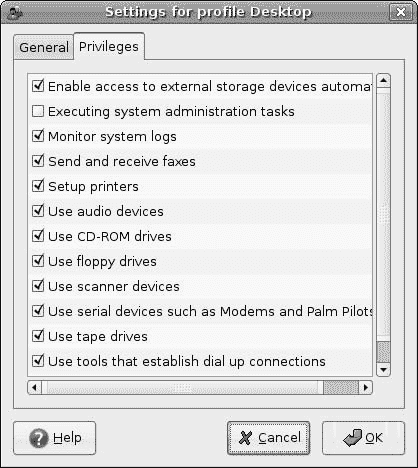 Settings for profile Desktop
General Privileges
Enable access to external storage devices automat
Executing system administration tasks
Monitor system logs
Send and receive faxes
Setup printers
Use audio devices
Use CD-ROM drives
Use floppy drives
Use scanner devices
Use serial devices such as Modems and Palm Pilots
Use tape drives
Use tools that establish dial up connections
Help Cancel OK